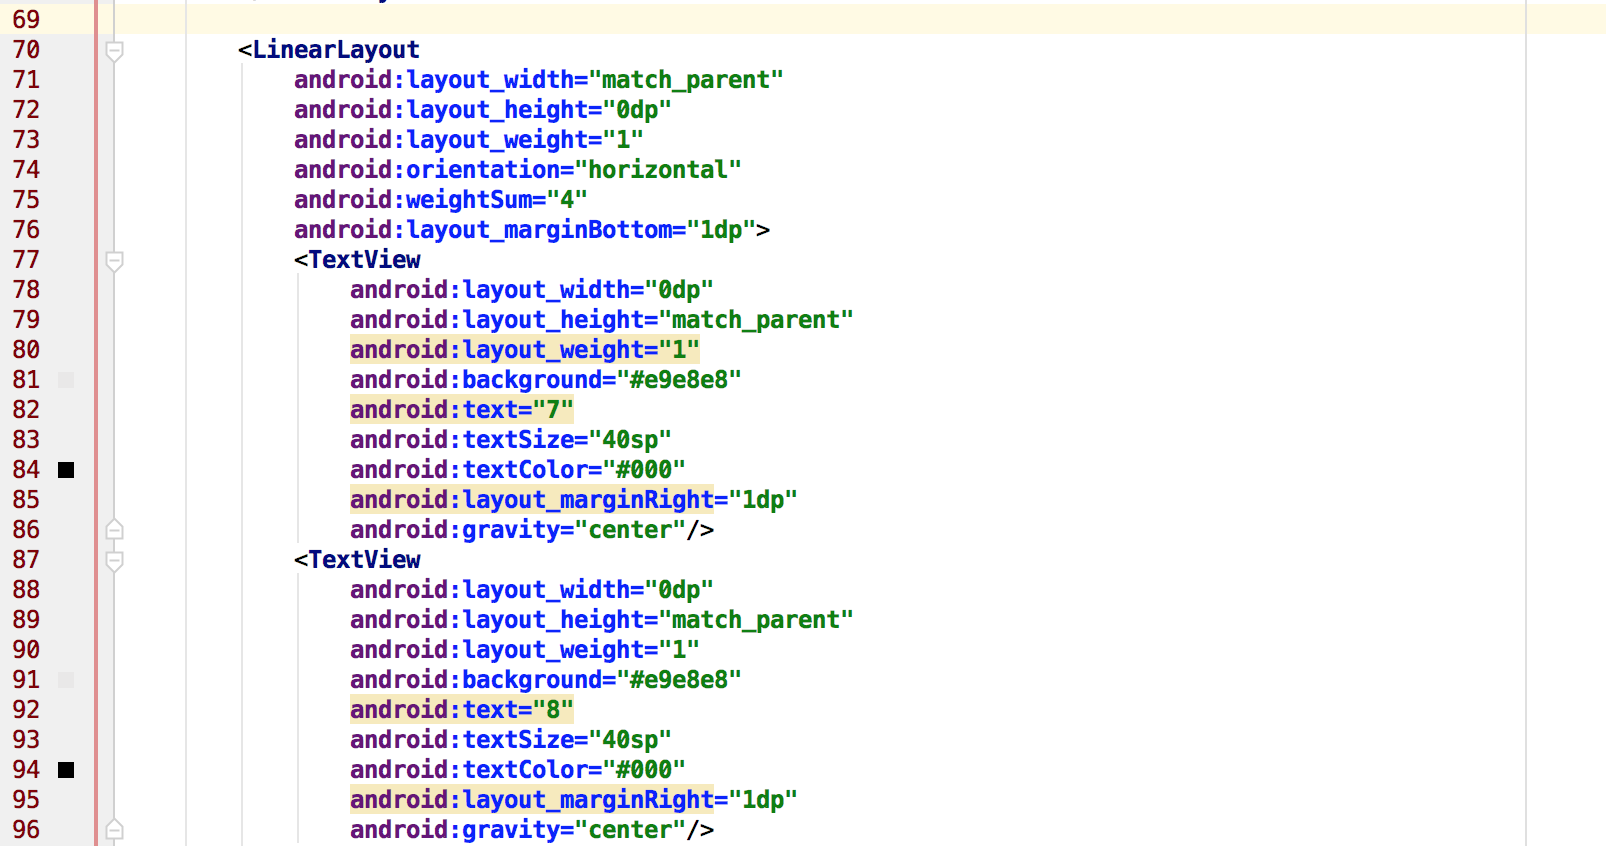 69
70 <LinearLayout
71 android:layout_width="match_parent"
72 android:layout_height="0dp"
73 android:layout_weight="1"
74 android:orientation="horizontal"
75 android:weightSum="4"
76 android:layout_marginBottom="1dp">
77 <TextView
78 android:layout_width="0dp"
79 android:layout_height="match_parent"
80 android:layout_weight="1"
81 android:background="#e9e8e8"
82 android:text="7"
83 android:textSize="40sp"
84 android:textColor="#000"
85 android:layout_marginRight="1dp"
86 android:gravity="center"/>
87 <TextView
88 android:layout_width="0dp"
89 android:layout_height="match_parent"
90 android:layout_weight="1"
91 android:background="#e9e8e8"
92 android:text="8"
93 android:textSize="40sp"
94 android:textColor="#000"
95 android:layout_marginRight="1dp"
96 android:gravity="center"/>